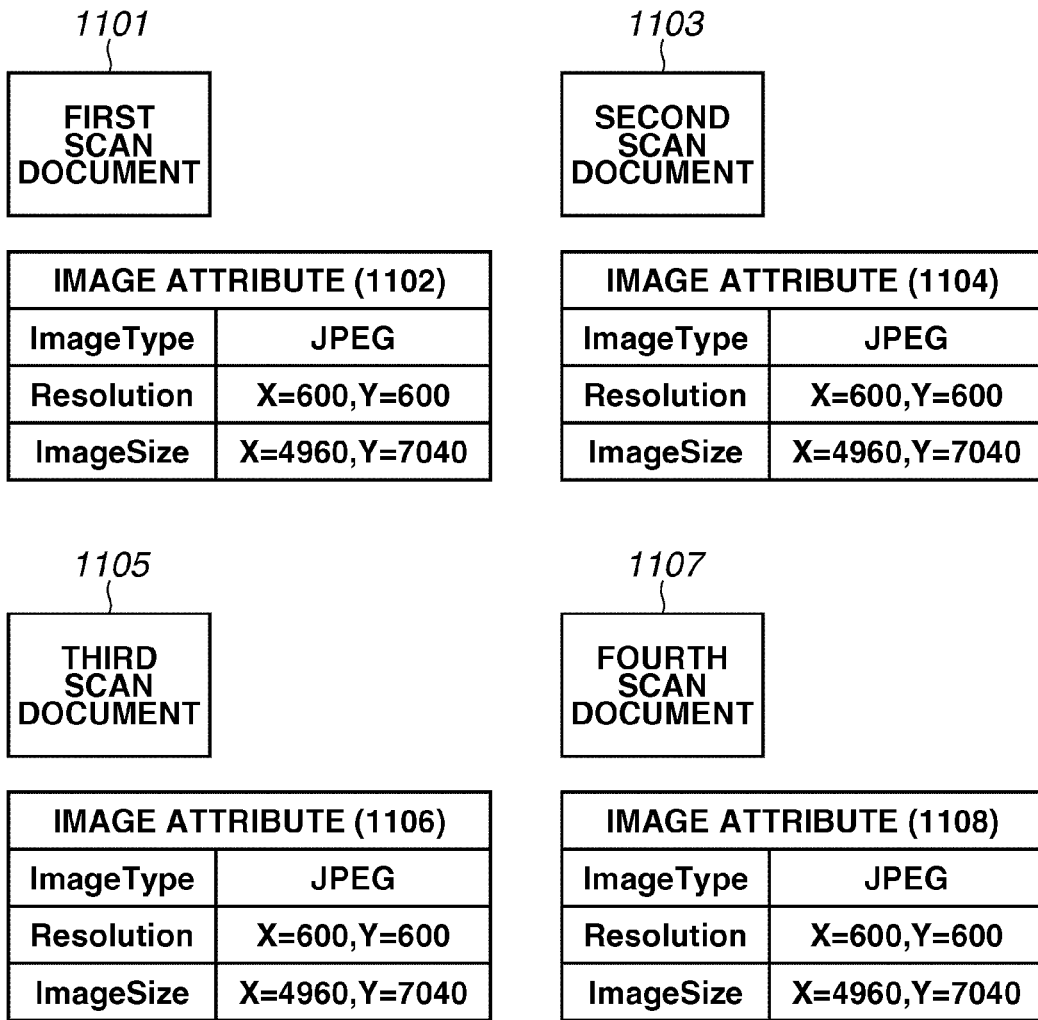 1101
FIRST
SCAN
DOCUMENT
IMAGE ATTRIBUTE (1102)
ImageType JPEG
Resolution X=600,Y=600
ImageSize X=4960,Y=7040
1103
SECOND
SCAN
DOCUMENT
IMAGE ATTRIBUTE (1104)
ImageType JPEG
Resolution X=600,Y=600
ImageSize X=4960,Y=7040
1105
THIRD
SCAN
DOCUMENT
IMAGE ATTRIBUTE (1106)
ImageType JPEG
Resolution X=600,Y=600
ImageSize X=4960,Y=7040
1107
FOURTH
SCAN
DOCUMENT
IMAGE ATTRIBUTE (1108)
ImageType JPEG
Resolution X=600,Y=600
ImageSize X=4960,Y=7040